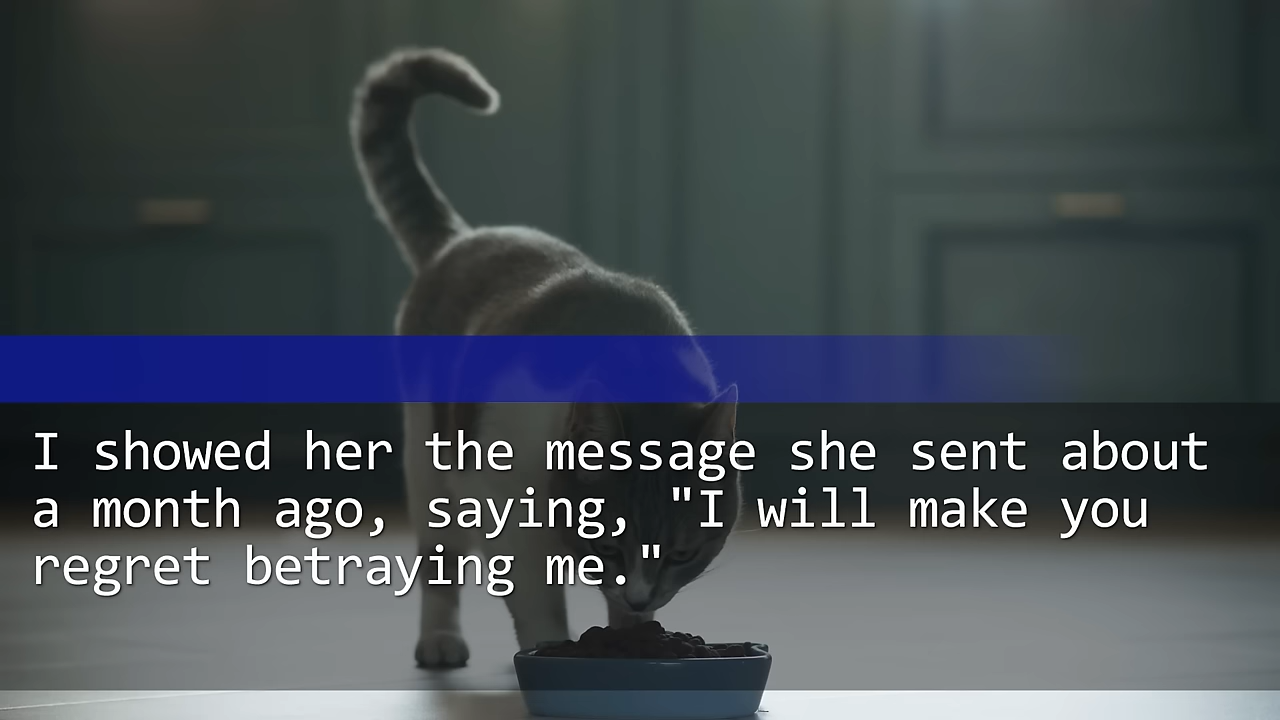 I showed her the message she sent about
a month ago, saying, "I will make you
regret betraying me."